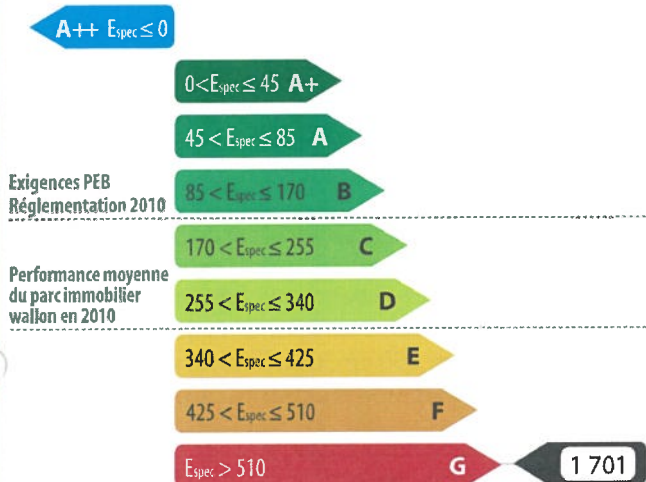 A++ Espec ≤ 0
0 < Espec ≤ 45 A+
45 < Espec ≤ 85 A
Exigences PEB
Réglementation 2010
85 < Espec ≤ 170 B
170 < Espec ≤ 255 C
Performance moyenne
du parc immobilier
wallon en 2010
255 < Espec ≤ 340 D
340 < Espec ≤ 425 E
425 < Espec ≤ 510 F
Espec > 510 G
1 701